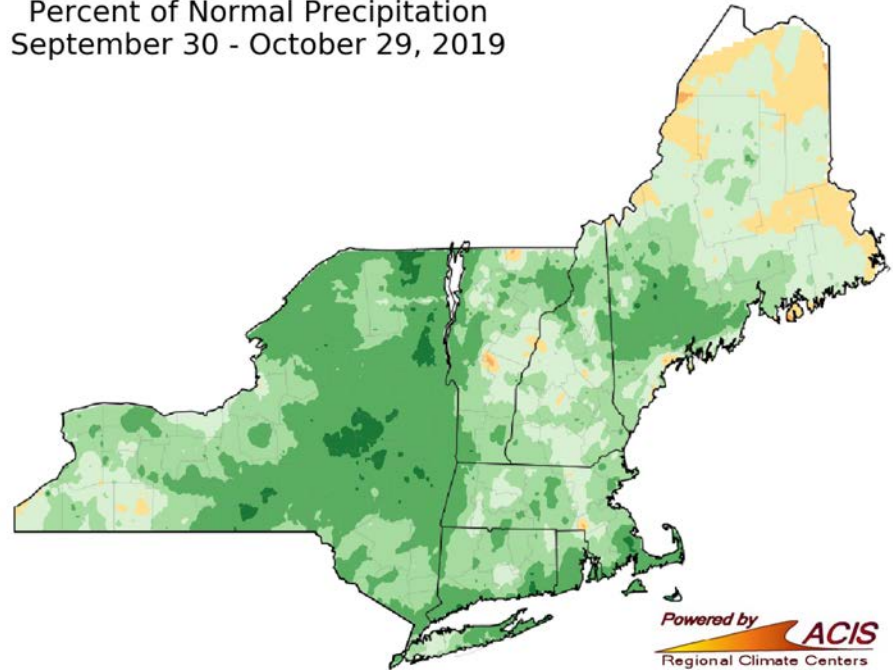 Percent of Normal Precipitation
September 30 - October 29, 2019
Powered by
ACIS
Regional Climate Centers